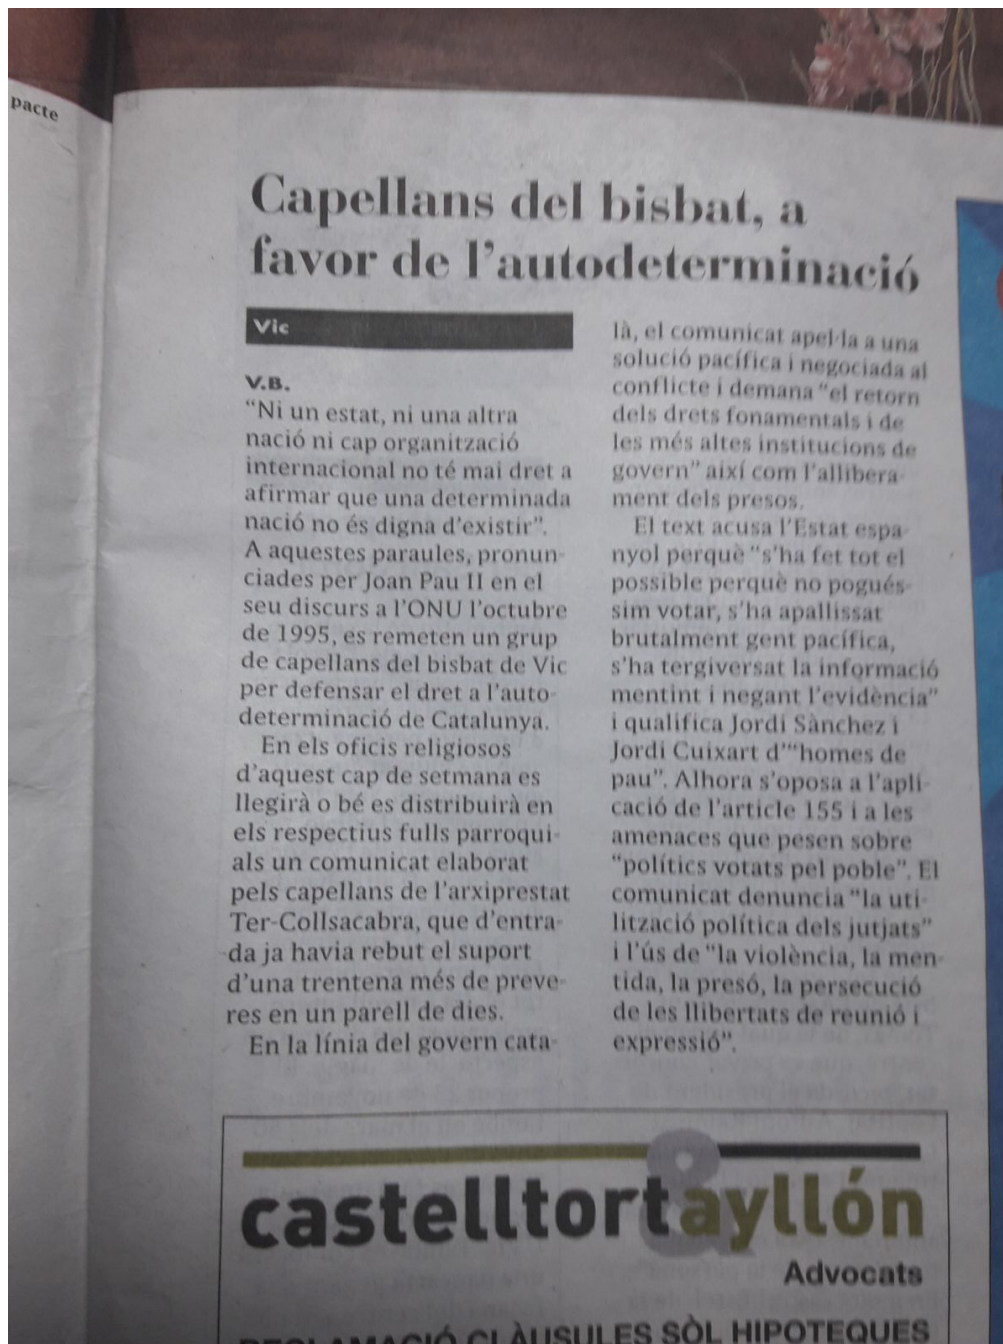 pacte
Capellans del bisbat, a
favor de l'autodeterminació
Vic
V.B.
“Ni un estat, ni una altra
nació ni cap organització
internacional no té mai dret a
afirmar que una determinada
nació no és digna d'existir”.
A aquestes paraules, pronun-
ciades per Joan Pau II en el
seu discurs a l'ONU l'octubre
de 1995, es remeten un grup
de capellans del bisbat de Vic
per defensar el dret a l'auto-
determinació de Catalunya.
En els oficis religiosos
d'aquest cap de setmana es
llegirà o bé es distribuirà en
els respectius fulls parroqui-
als un comunicat elaborat
pels capellans de l'arxiprestat
Ter-Collsacabra, que d'entra-
da ja havia rebut el suport
d'una trentena més de preve-
res en un parell de dies.
En la línia del govern cata-
là, el comunicat apel·la a una
solució pacífica i negociada al
conflicte i demana “el retorn
dels drets fonamentals i de
les més altes institucions de
govern” així com l'allibera-
ment dels presos.
El text acusa l'Estat espa-
nyol perquè “s'ha fet tot el
possible perquè no pogués-
sim votar, s'ha apallissat
brutalment gent pacífica,
s'ha tergiversat la informació
mentint i negant l'evidència”
i qualifica Jordi Sànchez i
Jordi Cuixart d'“homes de
pau”. Alhora s'oposa a l'apli-
cació de l'article 155 i a les
amenaces que pesen sobre
“polítics votats pel poble”. El
comunicat denuncia “la uti-
lització política dels jutjats”
i l'ús de “la violència, la men-
tida, la presó, la persecució
de les llibertats de reunió i
expressió”.
castelltort&ayllón
Advocats
RECLAMACIÓ CLÀUSULES SÒL HIPOTEQUES